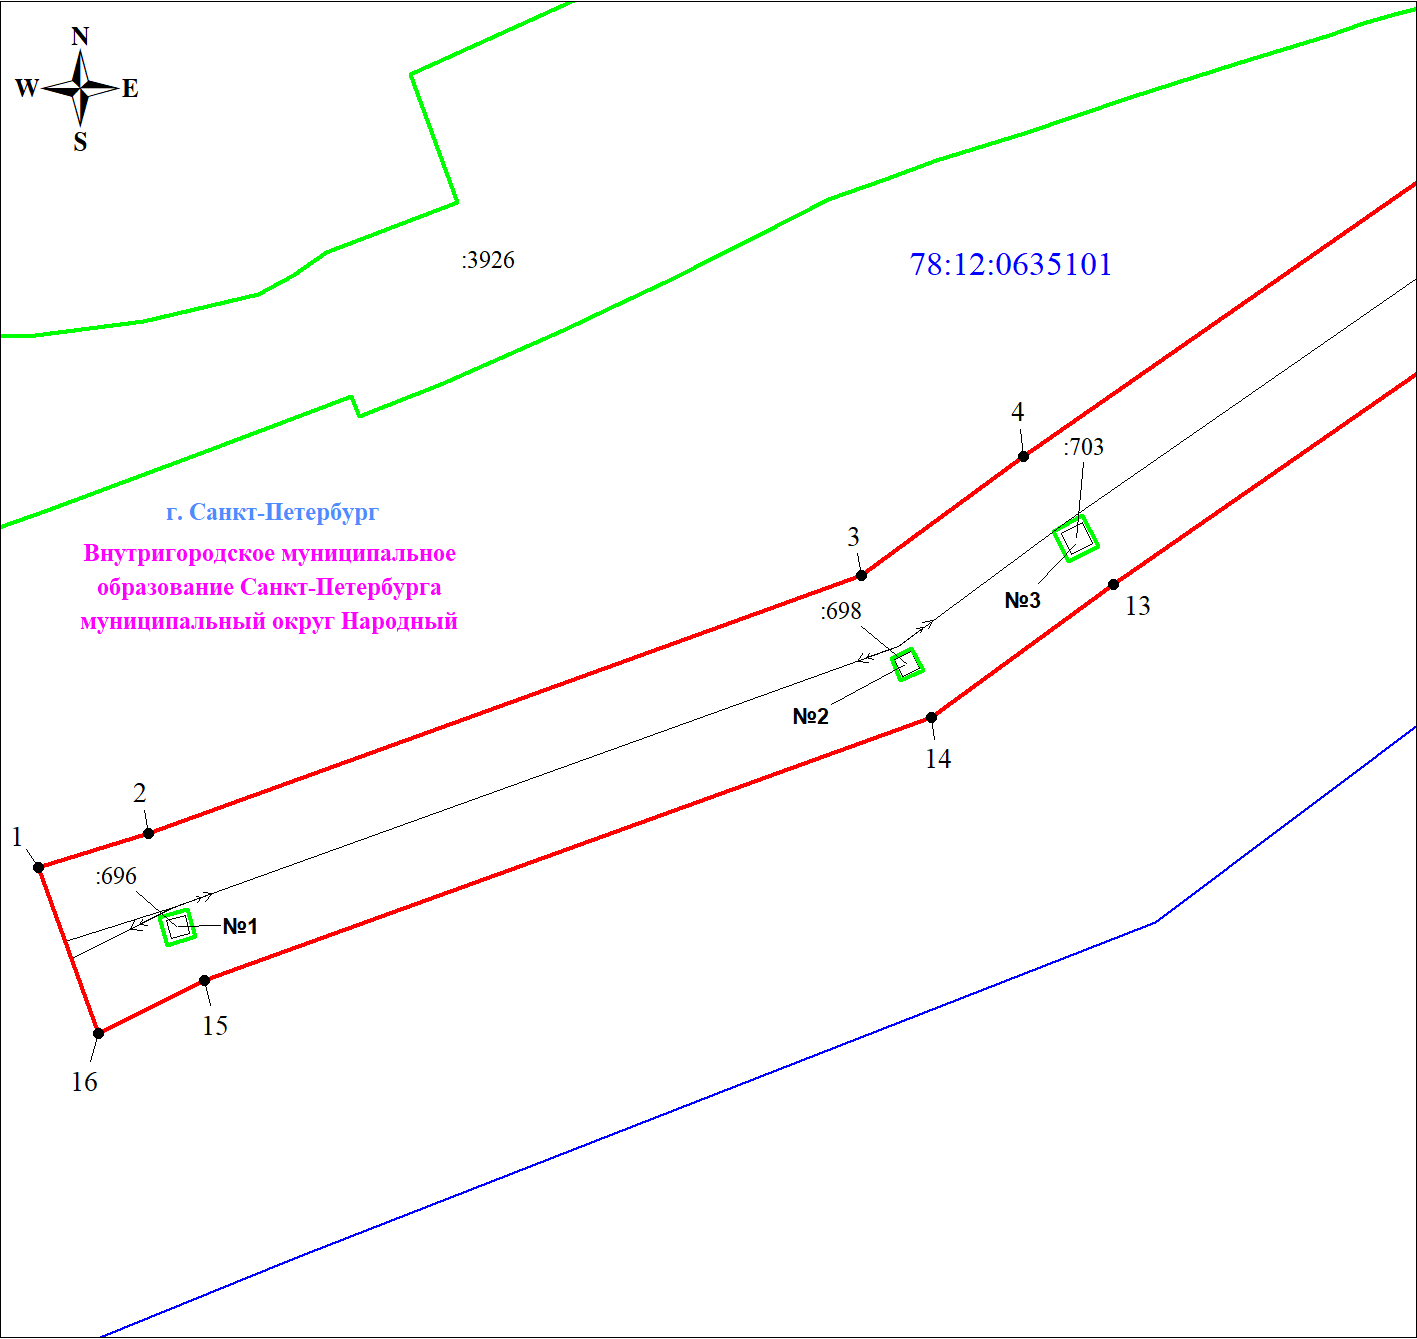 N
W E
S
:3926
78:12:0635101
4
:703
г. Санкт-Петербург
3
Внутригородское муниципальное
образование Санкт-Петербурга
муниципальный округ Народный
№3
13
:698
№2
14
2
1
:696
№1
15
16